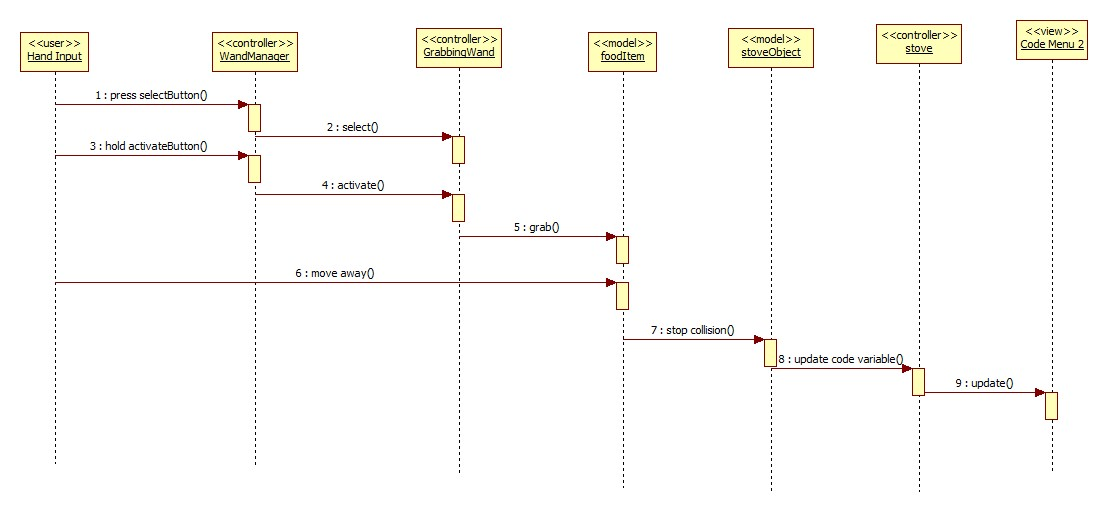 <<user>>
Hand Input
<<controller>>
WandManager
<<controller>>
GrabbingWand
<<model>>
foodItem
<<model>>
stoveObject
<<controller>>
stove
<<view>>
Code Menu 2
1 : press selectButton()
2 : select()
3 : hold activateButton()
4 : activate()
5 : grab()
6 : move away()
7 : stop collision()
8 : update code variable()
9 : update()